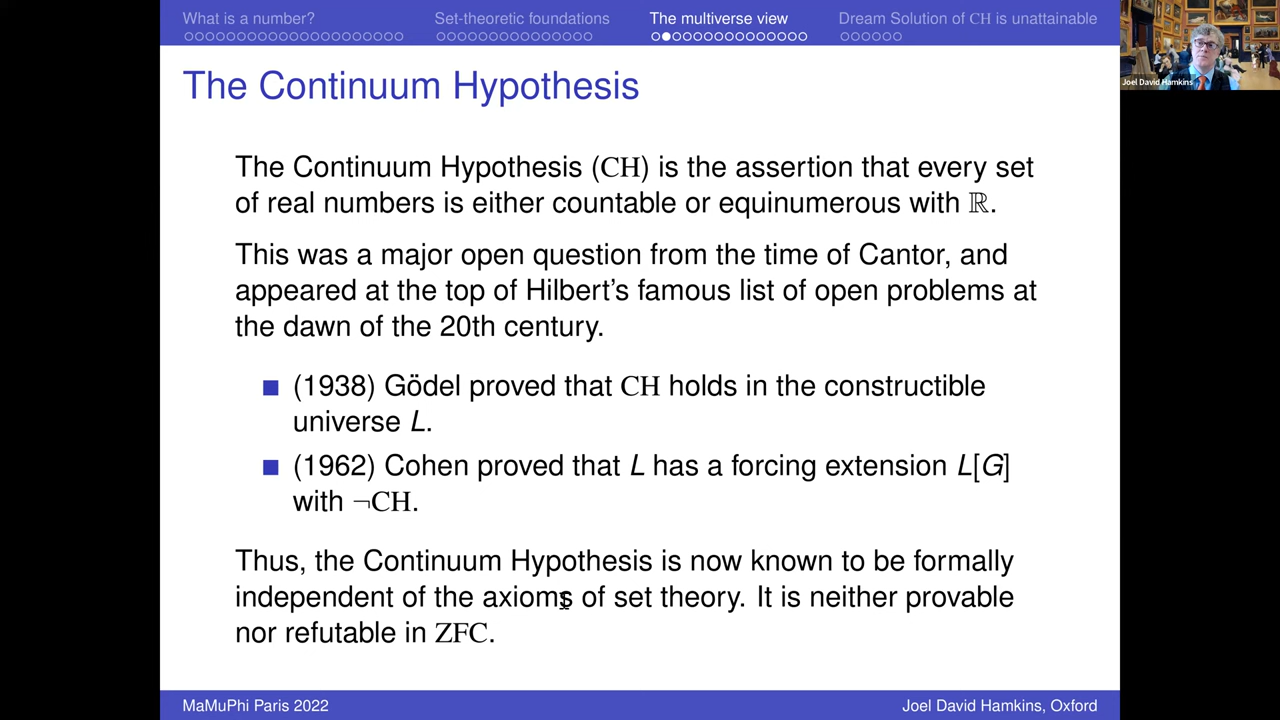 What is a number? Set-theoretic foundations The multiverse view Dream Solution of CH is unattainable
Joel David Hamkins
The Continuum Hypothesis
The Continuum Hypothesis (CH) is the assertion that every set
of real numbers is either countable or equinumerous with ℝ.
This was a major open question from the time of Cantor, and
appeared at the top of Hilbert's famous list of open problems at
the dawn of the 20th century.
(1938) Gödel proved that CH holds in the constructible
universe L.
(1962) Cohen proved that L has a forcing extension L[G]
with ¬CH.
Thus, the Continuum Hypothesis is now known to be formally
independent of the axioms of set theory. It is neither provable
nor refutable in ZFC.
MaMuPhi Paris 2022 Joel David Hamkins, Oxford